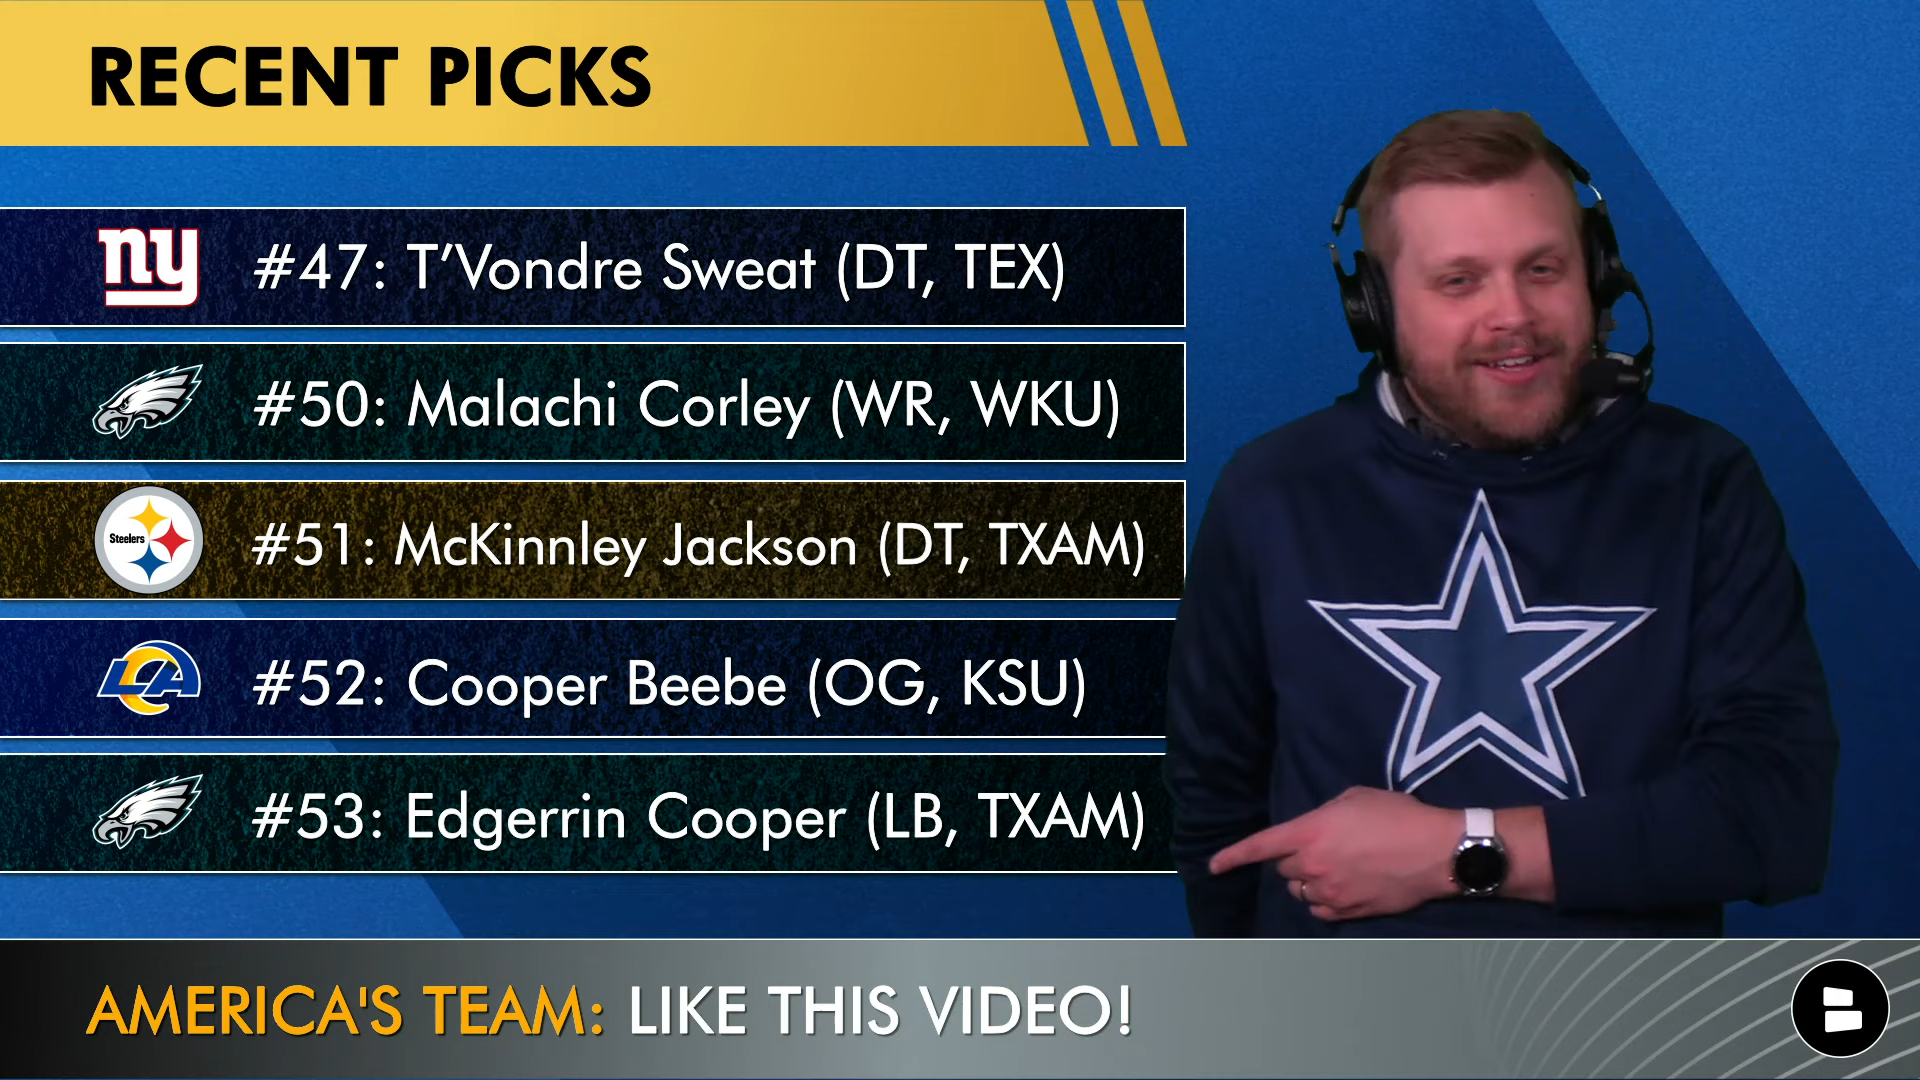 RECENT PICKS
ny
#47: T'Vondre Sweat (DT, TEX)
#50: Malachi Corley (WR, WKU)
Steelers
#51: McKinnley Jackson (DT, TXAM)
LA
#52: Cooper Beebe (OG, KSU)
#53: Edgerrin Cooper (LB, TXAM)
AMERICA'S TEAM: LIKE THIS VIDEO!